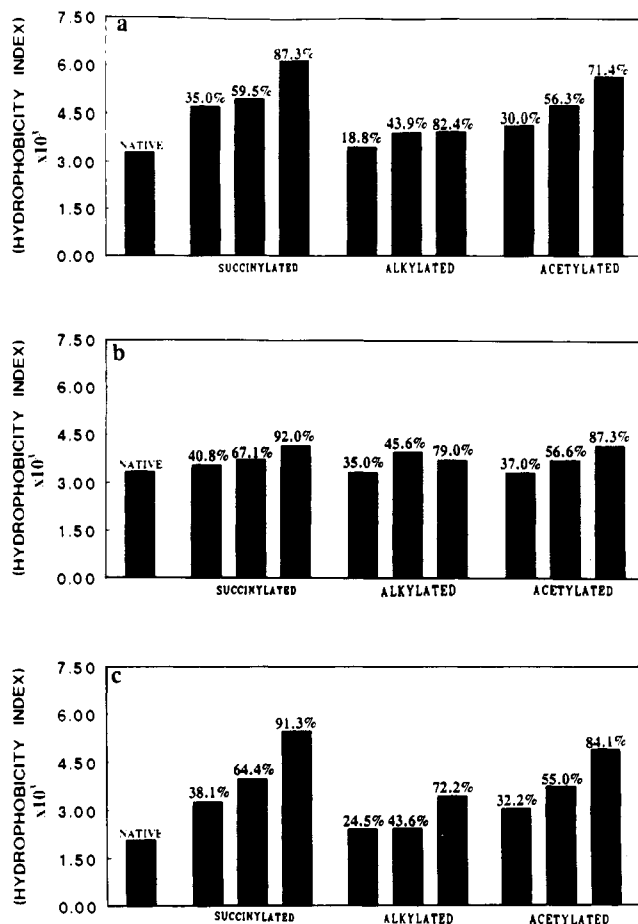 a
(HYDROPHOBICITY INDEX)
x10³
7.50
6.00
4.50
3.00
1.50
0.00
NATIVE
35.0%
59.5%
87.3%
18.8%
43.9%
82.4%
30.0%
56.3%
71.4%
SUCCINYLATED
ALKYLATED
ACETYLATED
b
(HYDROPHOBICITY INDEX)
x10³
7.50
6.00
4.50
3.00
1.50
0.00
NATIVE
40.8%
67.1%
92.0%
35.0%
45.6%
79.0%
37.0%
56.6%
87.3%
SUCCINYLATED
ALKYLATED
ACETYLATED
c
(HYDROPHOBICITY INDEX)
x10³
7.50
6.00
4.50
3.00
1.50
0.00
NATIVE
38.1%
64.4%
91.3%
24.5%
43.6%
72.2%
32.2%
55.0%
84.1%
SUCCINYLATED
ALKYLATED
ACETYLATED